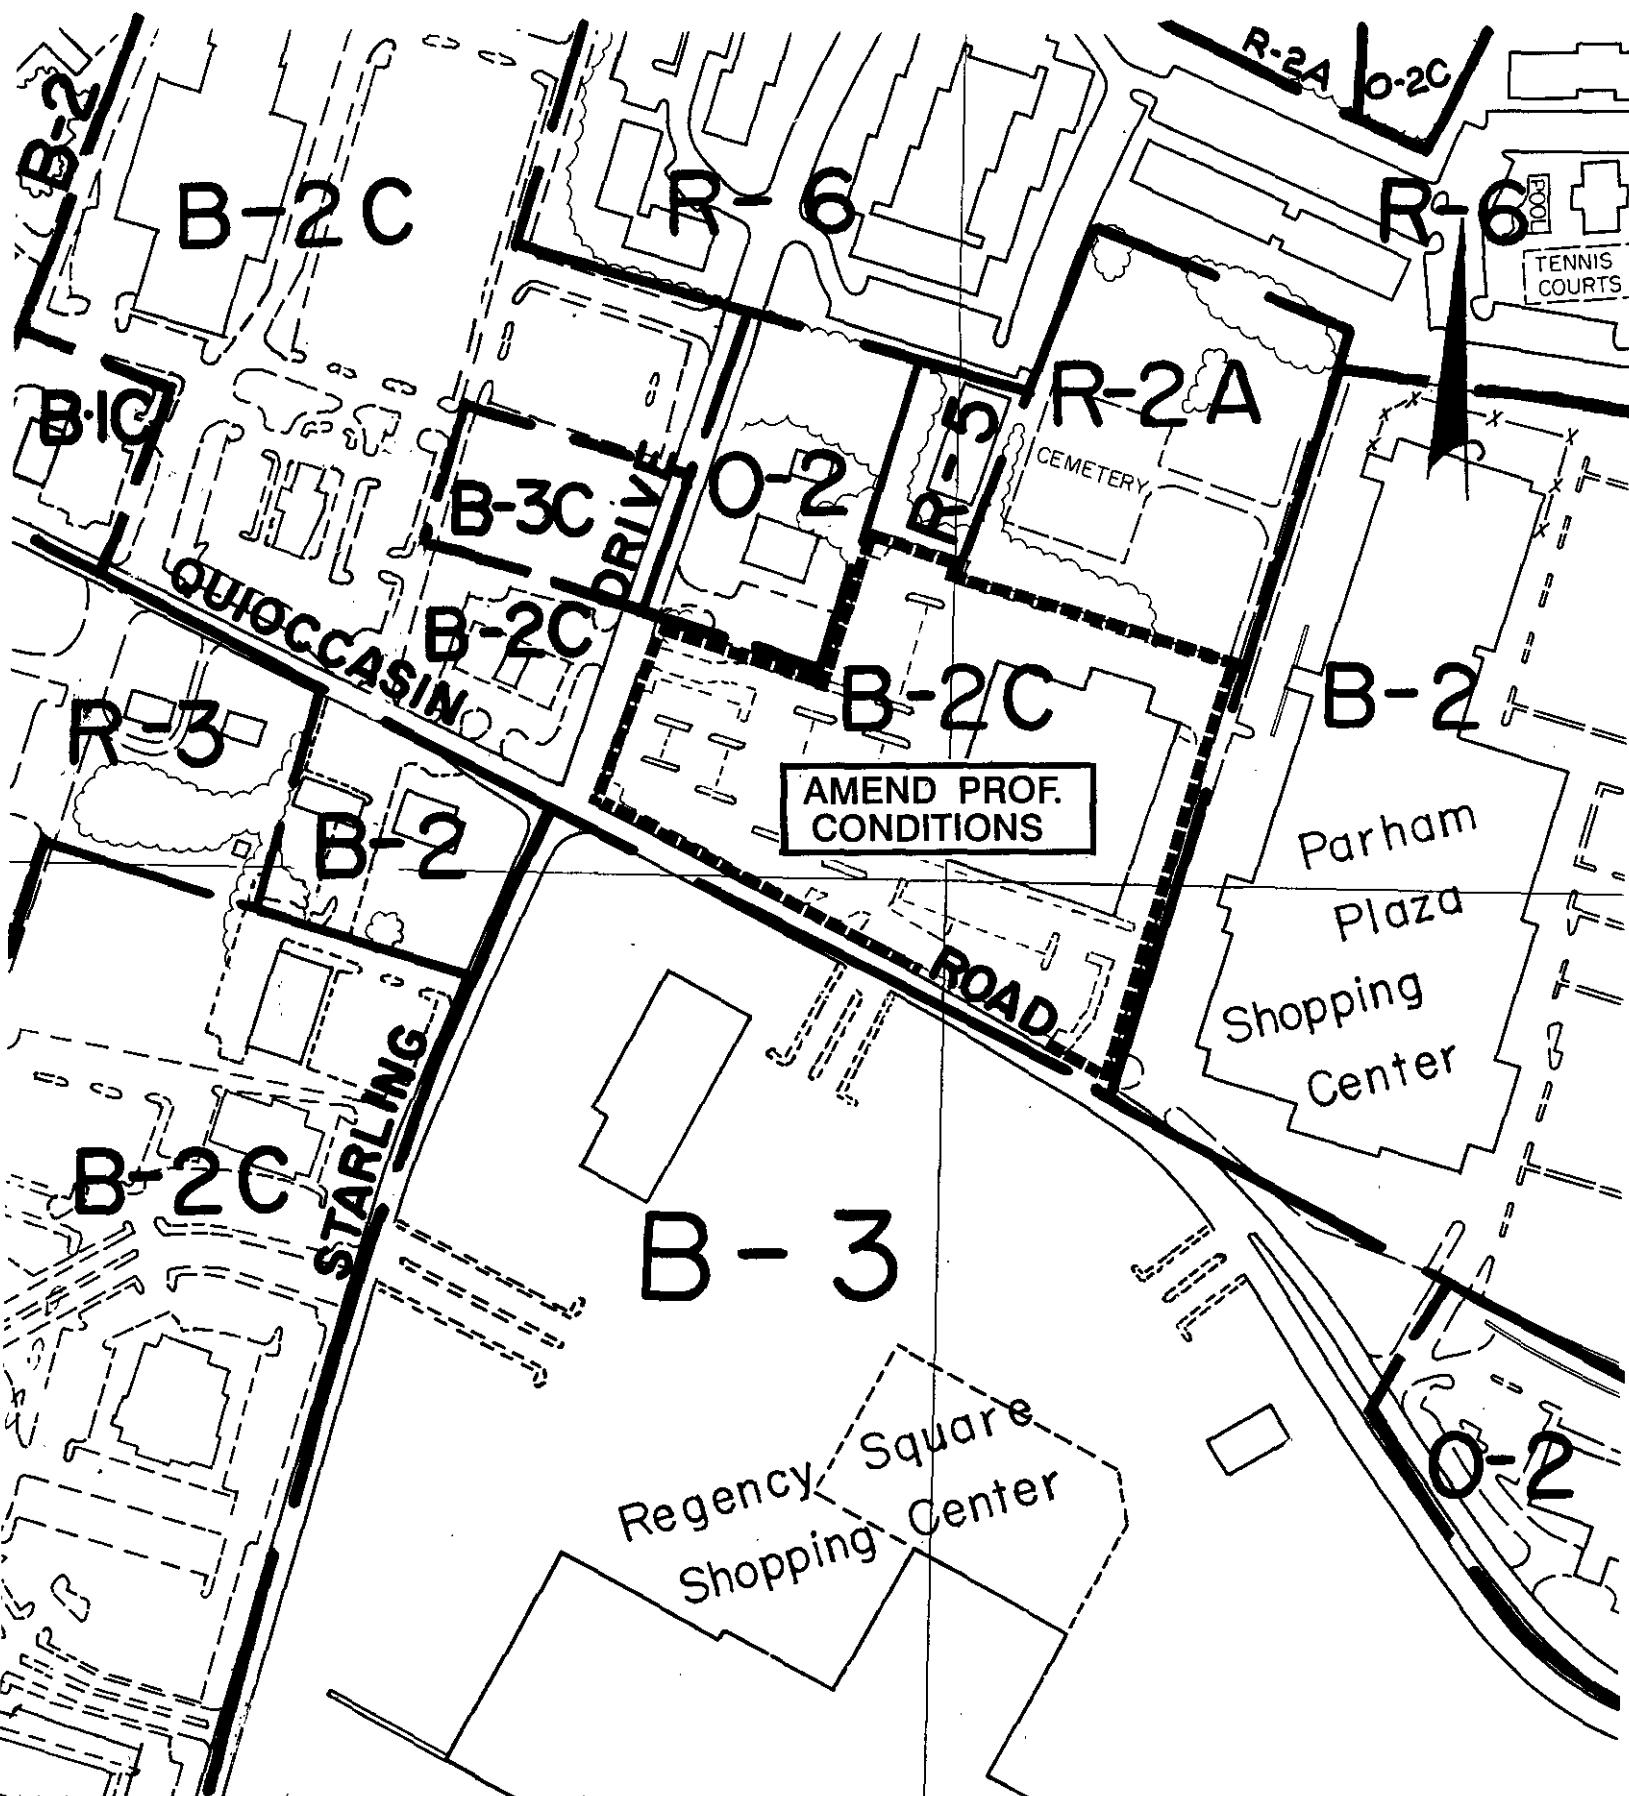 R-2A
O-2C
B-2
B-2C
R-6
R-6
POOL
TENNIS
COURTS
B-1C
R-2A
R-5
CEMETERY
O-2
B-3C
DRIVE
QUIOCCASIN
B-2C
B-2C
B-2
R-3
AMEND PROF.
CONDITIONS
B-2
Parham
Plaza
Shopping
Center
ROAD
STARLING
B-2C
B-3
Regency Square
Shopping Center
O-2